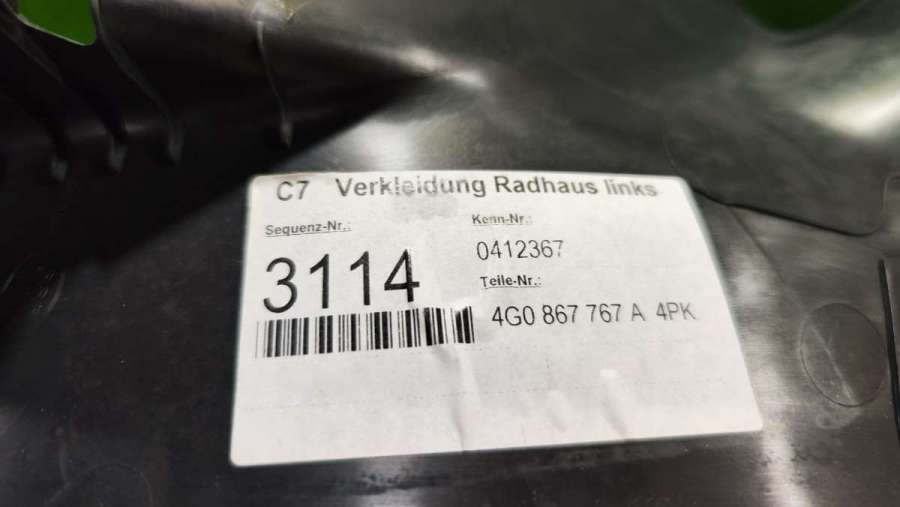 C7 Verkleidung Radhaus links
Sequenz-Nr.:
3114
Kenn-Nr.:
0412367
Teile-Nr.:
4G0 867 767 A 4PK